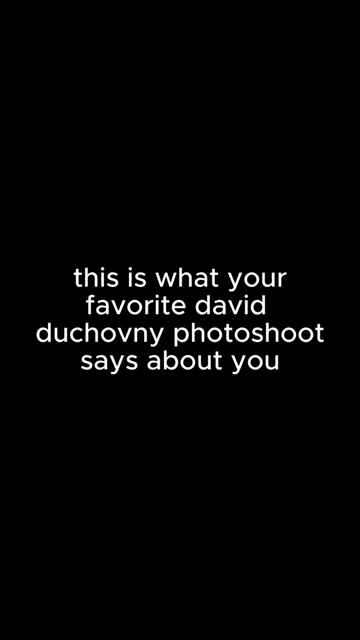 this is what your
favorite david
duchovny photoshoot
says about you